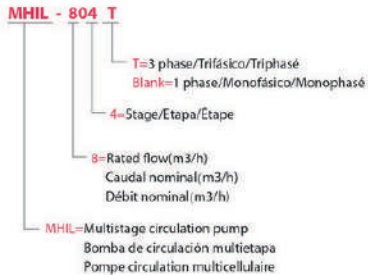 MHIL - 804 T
T=3 phase/Trifásico/Triphasé
Blank=1 phase/Monofásico/Monophasé
4=Stage/Etapa/Étape
8=Rated flow(m3/h)
Caudal nominal(m3/h)
Débit nominal(m3/h)
MHIL=Multistage circulation pump
Bomba de circulación multietapa
Pompe circulation multicellulaire